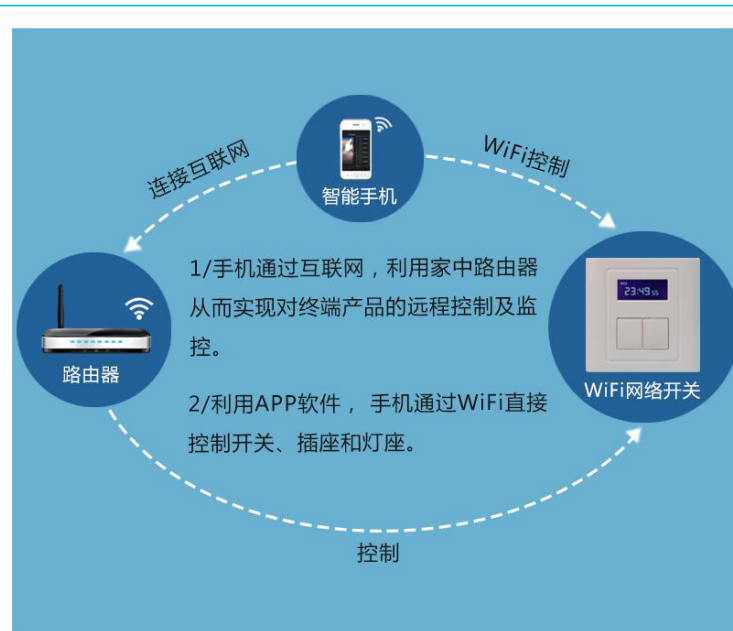 连接互联网
WiFi控制
智能手机
1/手机通过互联网，利用家中路由器
从而实现对终端产品的远程控制及监
控。
23:49 55
路由器
WiFi网络开关
2/利用APP软件， 手机通过WiFi直接
控制开关、插座和灯座。
控制